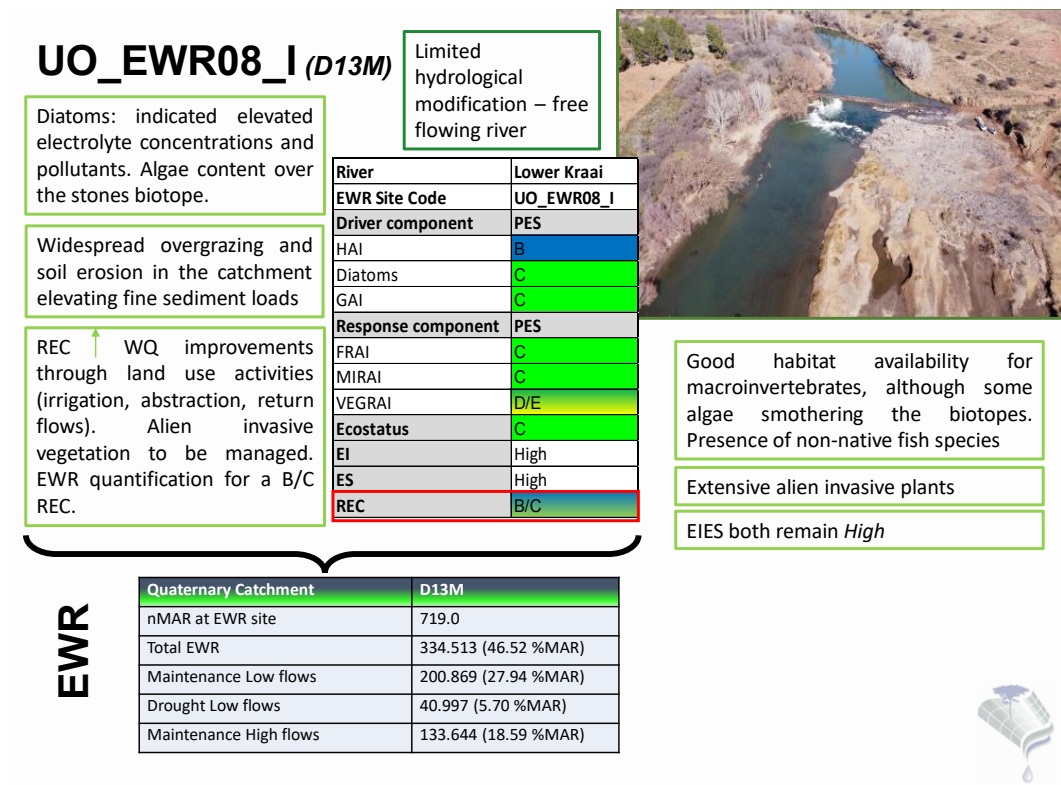 UO_EWR08_I (D13M)
Limited
hydrological
modification – free
flowing river
Diatoms: indicated elevated
electrolyte concentrations and
pollutants. Algae content over
the stones biotope.
Widespread overgrazing and
soil erosion in the catchment
elevating fine sediment loads
REC ↑ WQ improvements
through land use activities
(irrigation, abstraction, return
flows). Alien invasive
vegetation to be managed.
EWR quantification for a B/C
REC.
River Lower Kraai
EWR Site Code UO_EWR08_I
Driver component PES
HAI B
Diatoms C
GAI C
Response component PES
FRAI C
MIRAI C
VEGRAI D/E
Ecostatus C
EI High
ES High
REC B/C
Good habitat availability for
macroinvertebrates, although some
algae smothering the biotopes.
Presence of non-native fish species
Extensive alien invasive plants
EIES both remain High
EWR
Quaternary Catchment D13M
nMAR at EWR site 719.0
Total EWR 334.513 (46.52 %MAR)
Maintenance Low flows 200.869 (27.94 %MAR)
Drought Low flows 40.997 (5.70 %MAR)
Maintenance High flows 133.644 (18.59 %MAR)